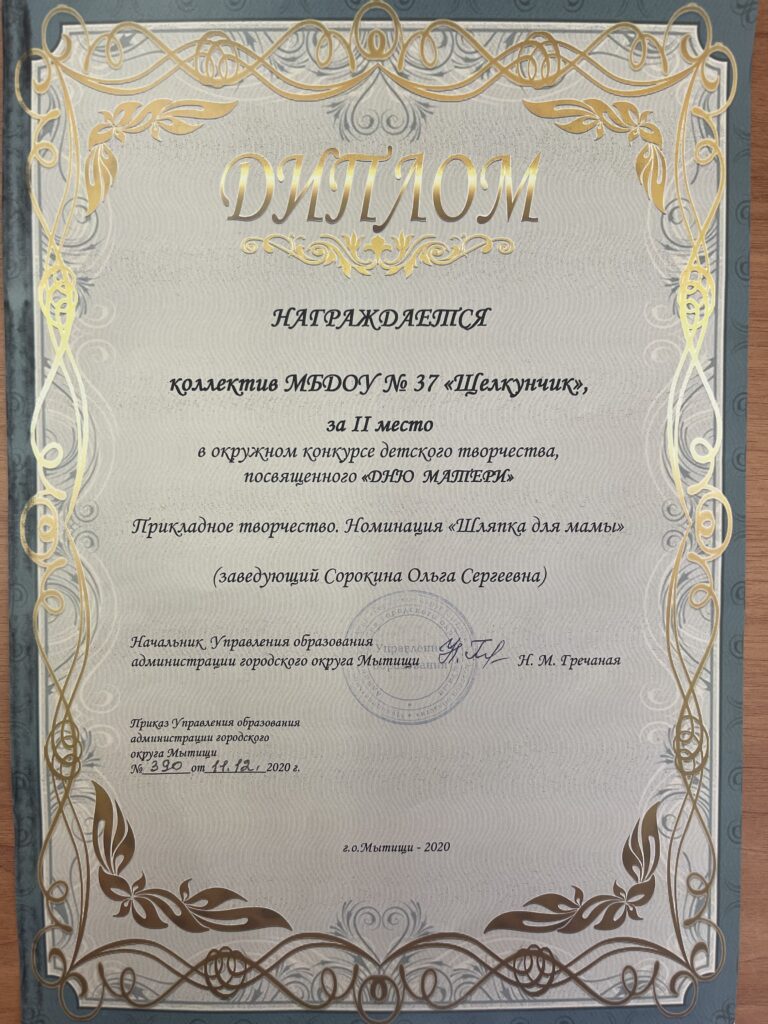 ДИПЛОМ
НАГРАЖДАЕТСЯ
коллектив МБДОУ № 37 «Щелкунчик»,
за II место
в окружном конкурсе детского творчества,
посвященного «ДНЮ МАТЕРИ»
Прикладное творчество. Номинация «Шляпка для мамы»
(заведующий Сорокина Ольга Сергеевна)
Начальник Управления образования
администрации городского округа Мытищи Н. М. Гречаная
Управление
образования
Приказ Управления образования
администрации городского
округа Мытищи
№ 390 от 11.12. 2020 г.
г.о.Мытищи - 2020